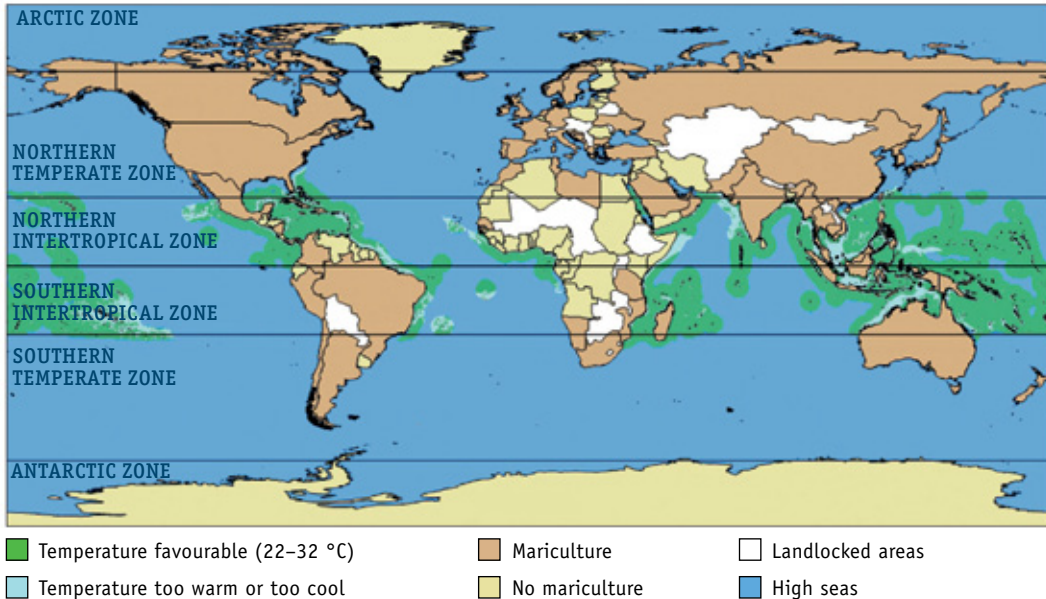 ARCTIC ZONE
NORTHERN
TEMPERATE ZONE
NORTHERN
INTERTROPICAL ZONE
SOUTHERN
INTERTROPICAL ZONE
SOUTHERN
TEMPERATE ZONE
ANTARCTIC ZONE
Temperature favourable (22–32 °C)
Mariculture
Landlocked areas
Temperature too warm or too cool
No mariculture
High seas